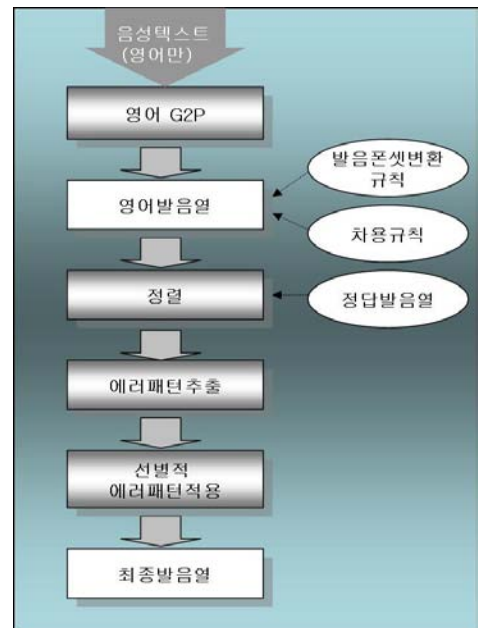 음성텍스트
(영어만)
영어 G2P
발음폰셋변환
규칙
영어발음열
차용규칙
정렬
정답발음열
에러패턴추출
선별적
에러패턴적용
최종발음열